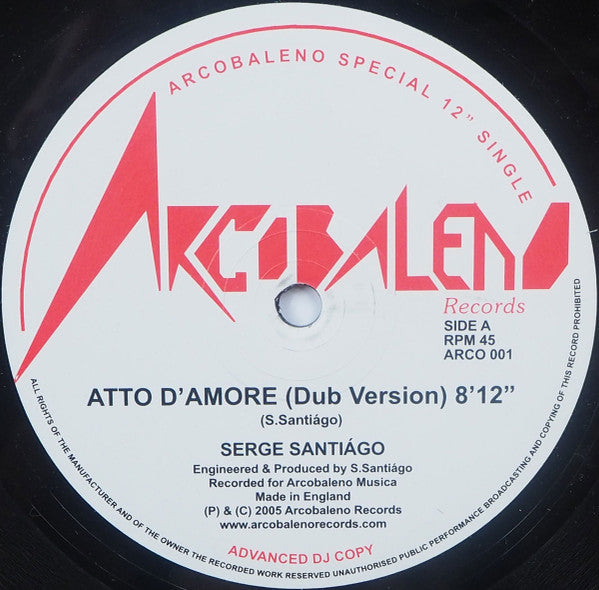 ARCOBALENO SPECIAL 12” SINGLE
ARCOBALENO
Records
SIDE A
RPM 45
ARCO 001
ATTO D’AMORE (Dub Version) 8’12”
(S.Santiágo)
SERGE SANTIÁGO
Engineered & Produced by S.Santiágo
Recorded for Arcobaleno Musica
Made in England
(P) & (C) 2005 Arcobaleno Records
www.arcobalenorecords.com
ADVANCED DJ COPY
ALL RIGHTS OF THE MANUFACTURER AND OF THE OWNER THE RECORDED WORK RESERVED UNAUTHORISED PUBLIC PERFORMANCE BROADCASTING AND COPYING OF THIS RECORD PROHIBITED